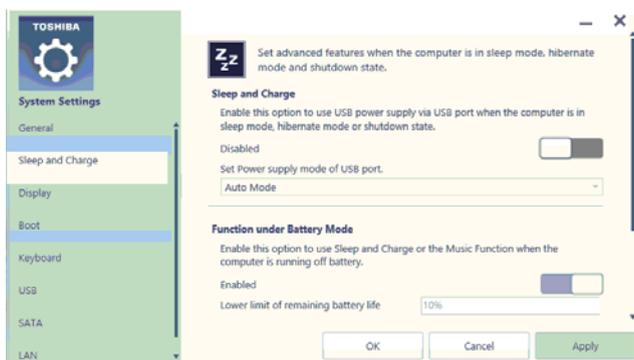 TOSHIBA
System Settings
General
Sleep and Charge
Display
Boot
Keyboard
USB
SATA
LAN
Set advanced features when the computer is in sleep mode, hibernate
mode and shutdown state.
Sleep and Charge
Enable this option to use USB power supply via USB port when the computer is in
sleep mode, hibernate mode or shutdown state.
Disabled
Set Power supply mode of USB port.
Auto Mode
Function under Battery Mode
Enable this option to use Sleep and Charge or the Music Function when the
computer is running off battery.
Enabled
Lower limit of remaining battery life 10%
OK Cancel Apply